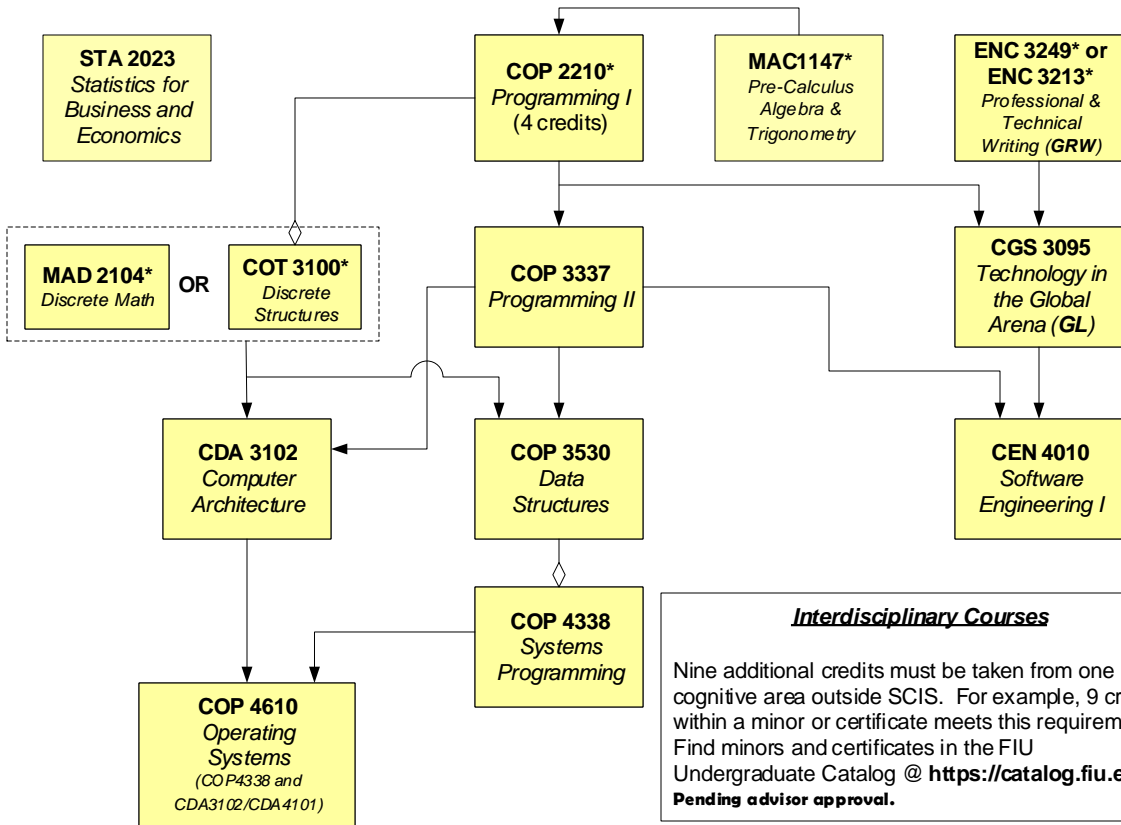 STA 2023
Statistics for
Business and
Economics
COP 2210*
Programming I
(4 credits)
MAC1147*
Pre-Calculus
Algebra &
Trigonometry
ENC 3249* or
ENC 3213*
Professional &
Technical
Writing (GRW)
MAD 2104*
Discrete Math
OR
COT 3100*
Discrete
Structures
COP 3337
Programming II
CGS 3095
Technology in
the Global
Arena (GL)
CDA 3102
Computer
Architecture
COP 3530
Data
Structures
CEN 4010
Software
Engineering I
COP 4338
Systems
Programming
COP 4610
Operating
Systems
(COP4338 and
CDA3102/CDA4101)
Interdisciplinary Courses
Nine additional credits must be taken from one
cognitive area outside SCIS. For example, 9 cr
within a minor or certificate meets this requirem
Find minors and certificates in the FIU
Undergraduate Catalog @ https://catalog.fiu.e
Pending advisor approval.